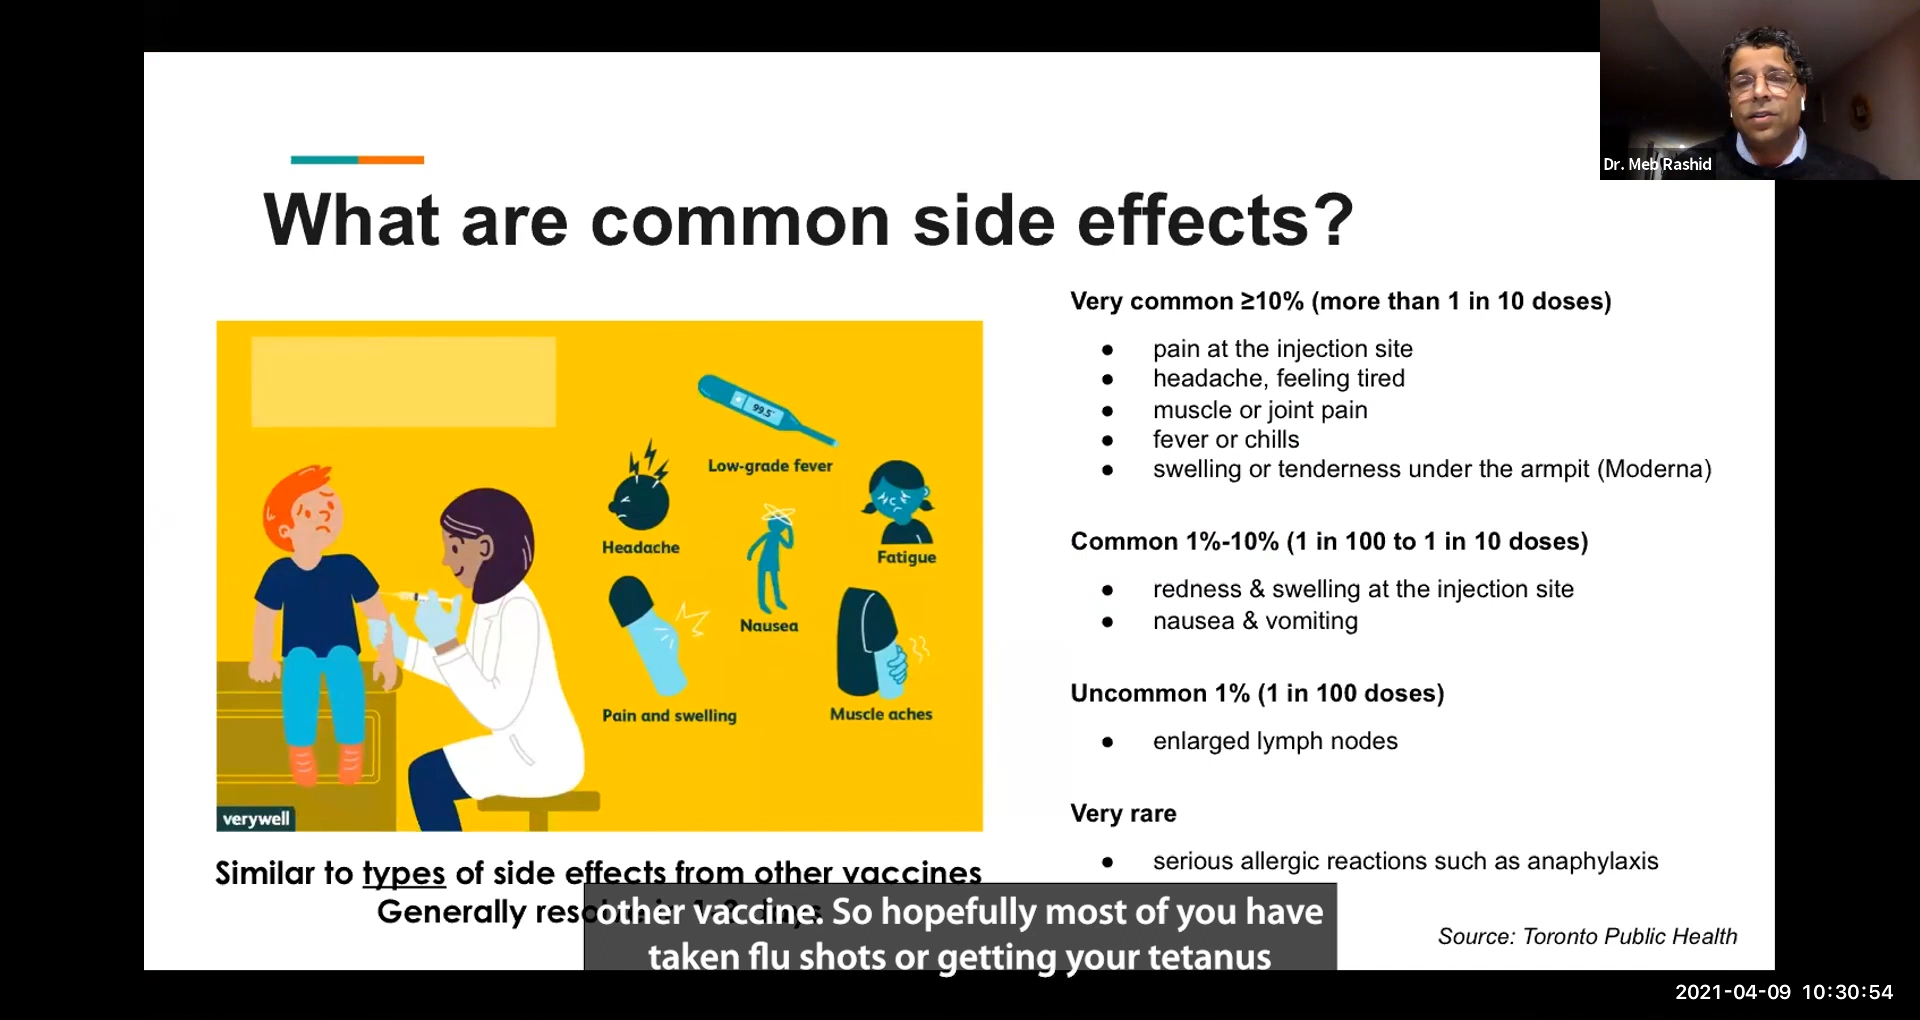 Dr. Meb Rashid
What are common side effects?
99.5°
Low-grade fever
Headache
Fatigue
Nausea
Pain and swelling
Muscle aches
verywell
Similar to types of side effects from other vaccines
Generally
Very common ≥10% (more than 1 in 10 doses)
● pain at the injection site
● headache, feeling tired
● muscle or joint pain
● fever or chills
● swelling or tenderness under the armpit (Moderna)
Common 1%-10% (1 in 100 to 1 in 10 doses)
● redness & swelling at the injection site
● nausea & vomiting
Uncommon 1% (1 in 100 doses)
● enlarged lymph nodes
Very rare
● serious allergic reactions such as anaphylaxis
Source: Toronto Public Health
other vaccine. So hopefully most of you have
taken flu shots or getting your tetanus
2021-04-09 10:30:54